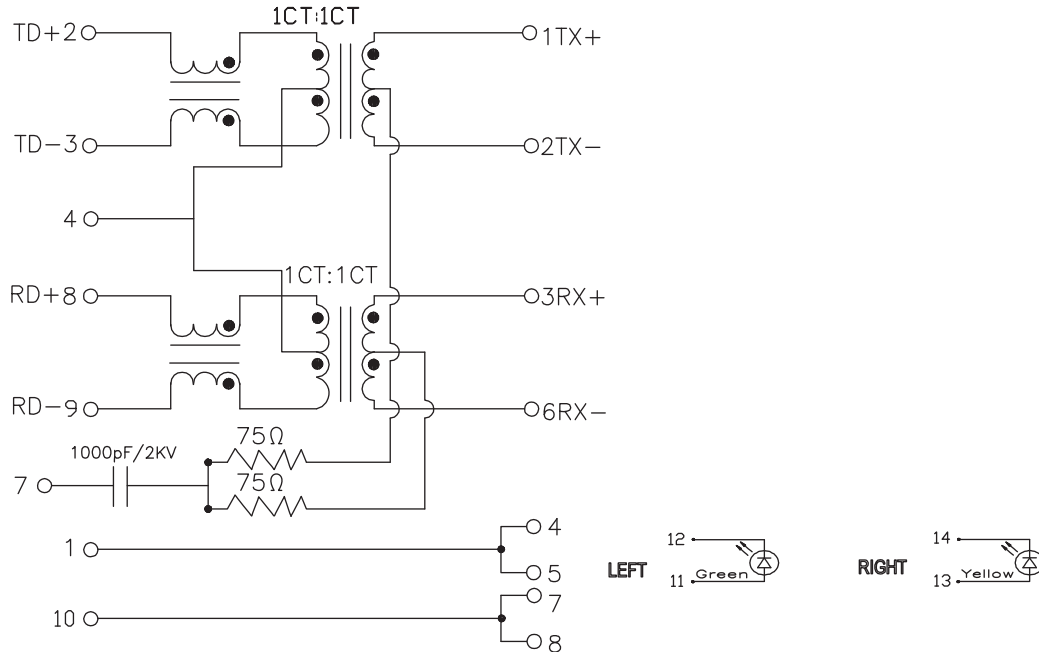 1CT:1CT
TD+2
1TX+
TD-3
2TX-
4
1CT:1CT
RD+8
3RX+
RD-9
6RX-
1000pF/2KV
75Ω
7
75Ω
4
1
5
7
10
8
LEFT
12
11
Green
RIGHT
14
13
Yellow